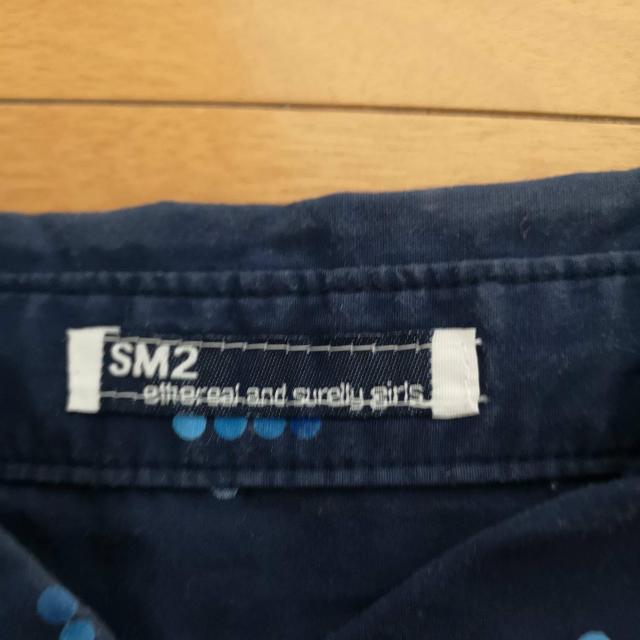 SM2
ethereal and surelly girls